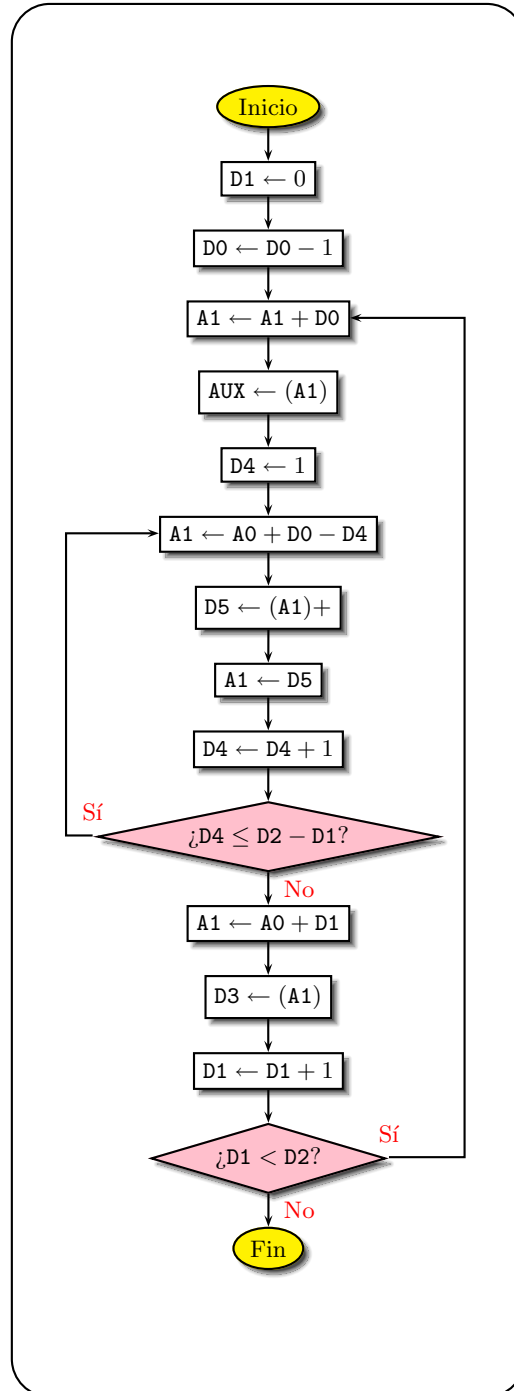 Inicio
D1 ← 0
D0 ← D0 − 1
A1 ← A1 + D0
AUX ← (A1)
D4 ← 1
A1 ← A0 + D0 − D4
D5 ← (A1)+
A1 ← D5
D4 ← D4 + 1
Sí
¿D4 ≤ D2 − D1?
No
A1 ← A0 + D1
D3 ← (A1)
D1 ← D1 + 1
Sí
¿D1 < D2?
No
Fin